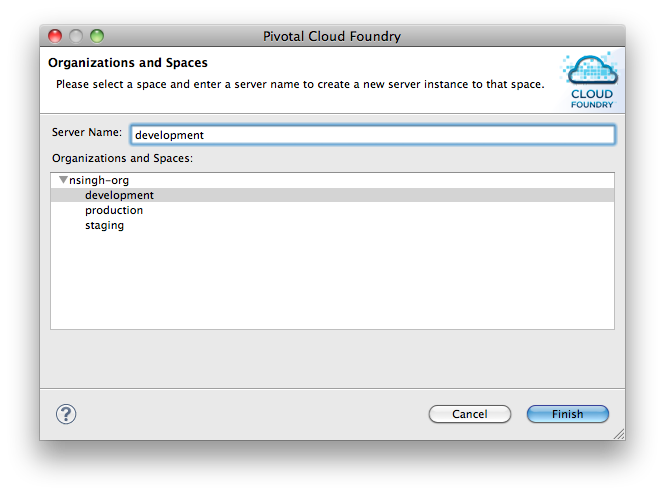 Pivotal Cloud Foundry
Organizations and Spaces
Please select a space and enter a server name to create a new server instance to that space.
CLOUD
FOUNDRY
Server Name: development
Organizations and Spaces:
nsingh-org
development
production
staging
?
Cancel Finish